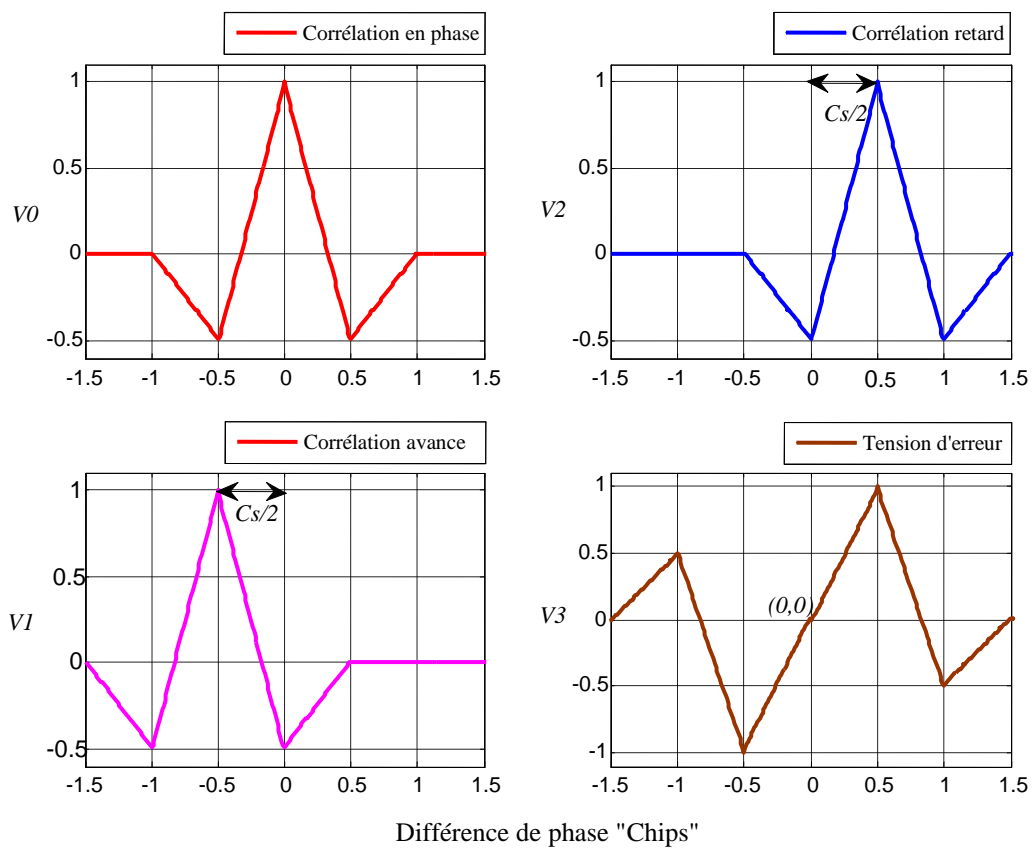 Corrélation en phase
1
0.5
V0
0
-0.5
-1.5 -1 -0.5 0 0.5 1 1.5
Corrélation retard
1
Cs/2
0.5
V2
0
-0.5
-1.5 -1 -0.5 0 0.5 1 1.5
Corrélation avance
1
Cs/2
0.5
V1
0
-0.5
-1.5 -1 -0.5 0 0.5 1 1.5
Tension d'erreur
1
0.5
(0,0)
V3
0
-0.5
-1
-1.5 -1 -0.5 0 0.5 1 1.5
Différence de phase "Chips"